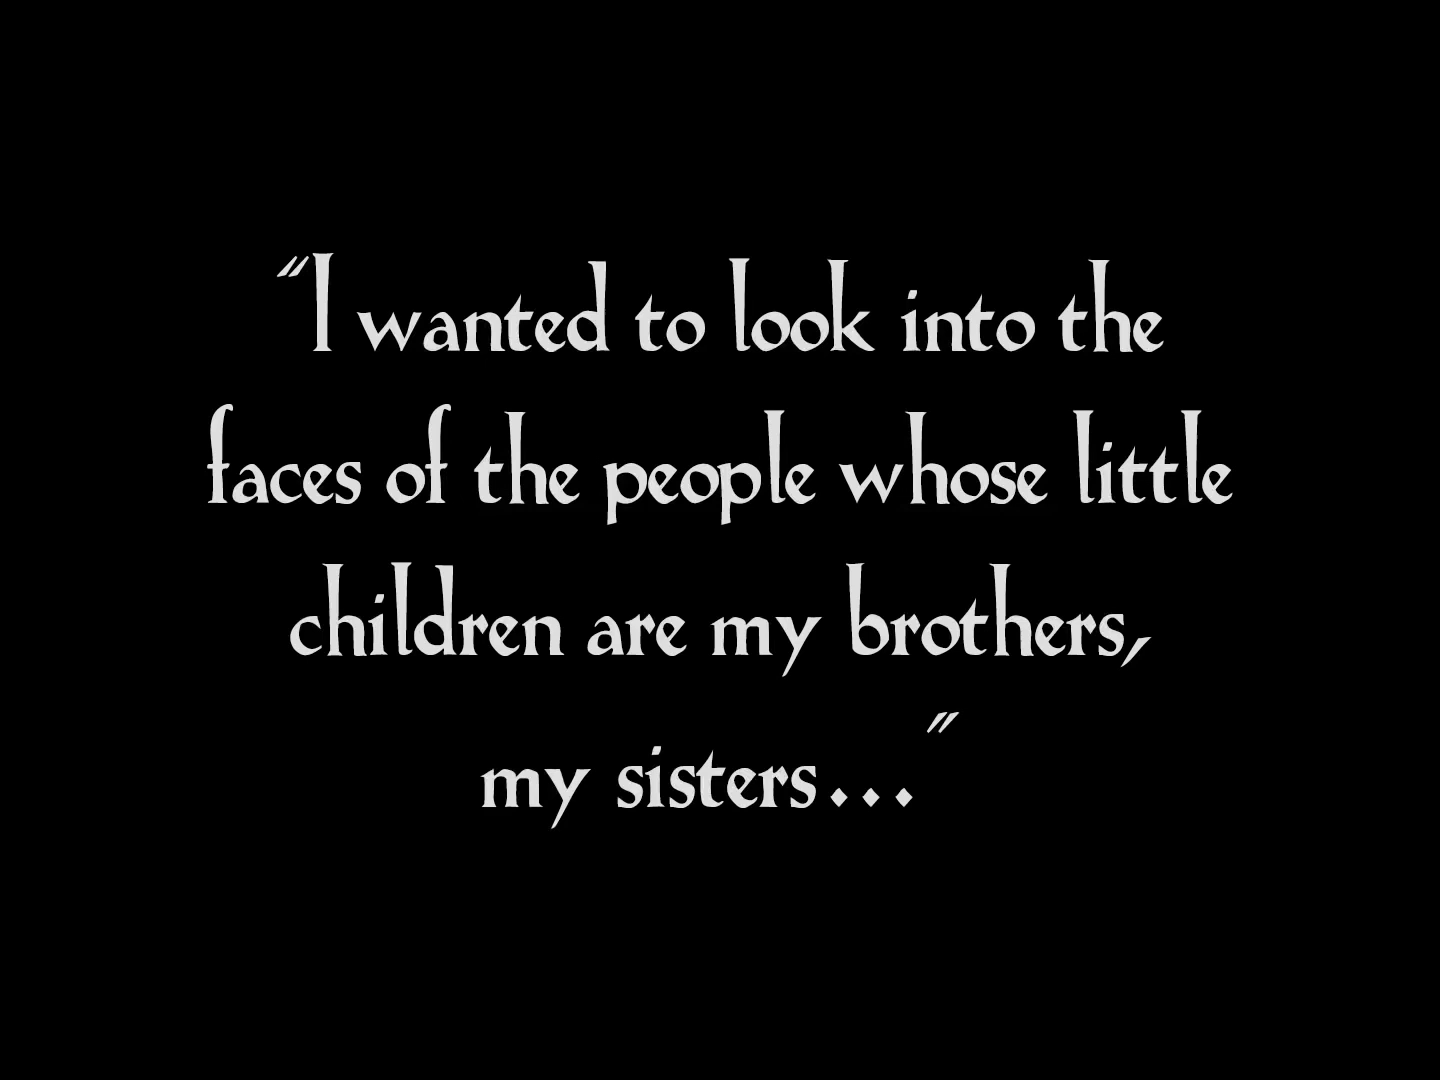 "I wanted to look into the
faces of the people whose little
children are my brothers,
my sisters..."